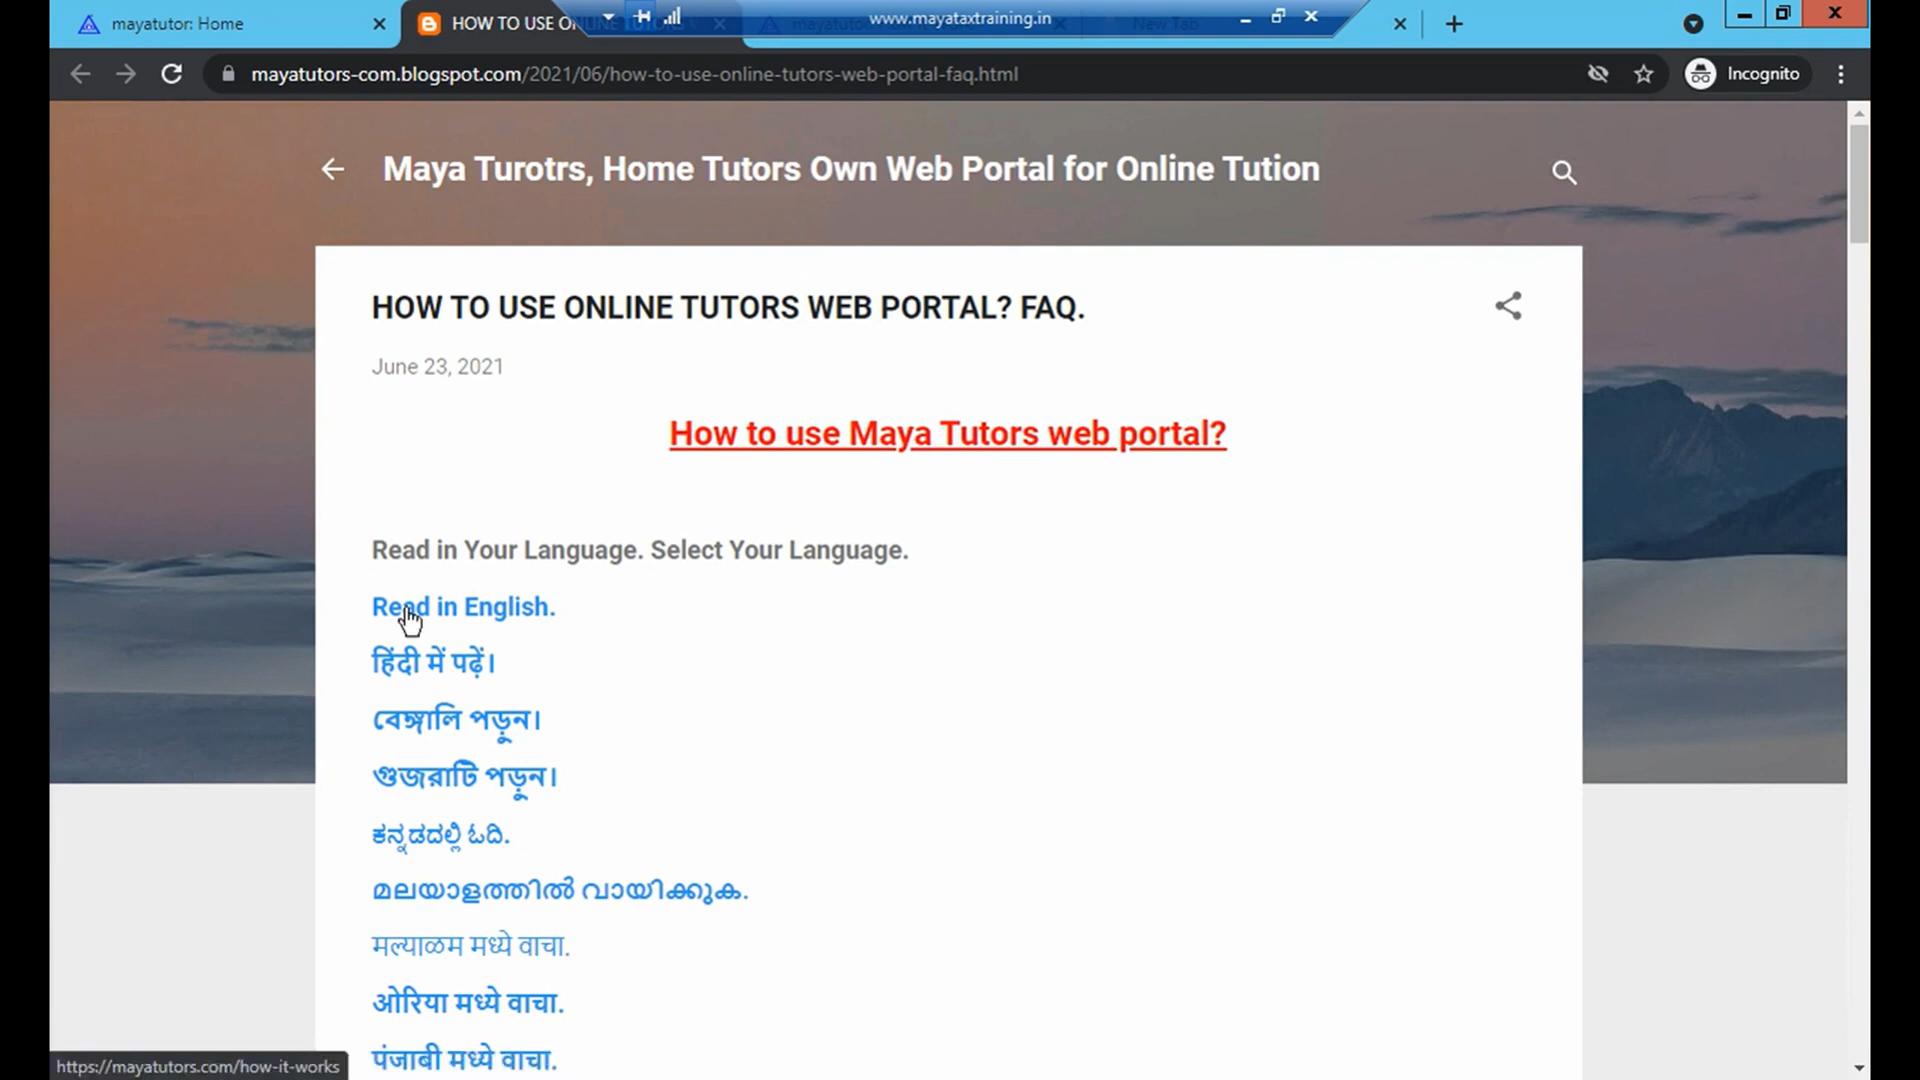 mayatutor: Home
HOW TO USE ON
www.mayataxtraining.in
New Tab
mayatutors-com.blogspot.com/2021/06/how-to-use-online-tutors-web-portal-faq.html
Incognito
Maya Turotrs, Home Tutors Own Web Portal for Online Tution
HOW TO USE ONLINE TUTORS WEB PORTAL? FAQ.
June 23, 2021
How to use Maya Tutors web portal?
Read in Your Language. Select Your Language.
Read in English.
हिंदी में पढ़ें।
বেঙ্গালি পড়ুন।
গুজরাটি পড়ুন।
ಕನ್ನಡದಲ್ಲಿ ಓದಿ.
മലയാളത്തിൽ വായിക്കുക.
मल्याळम मध्ये वाचा.
ओरिया मध्ये वाचा.
पंजाबी मध्ये वाचा.
https://mayatutors.com/how-it-works